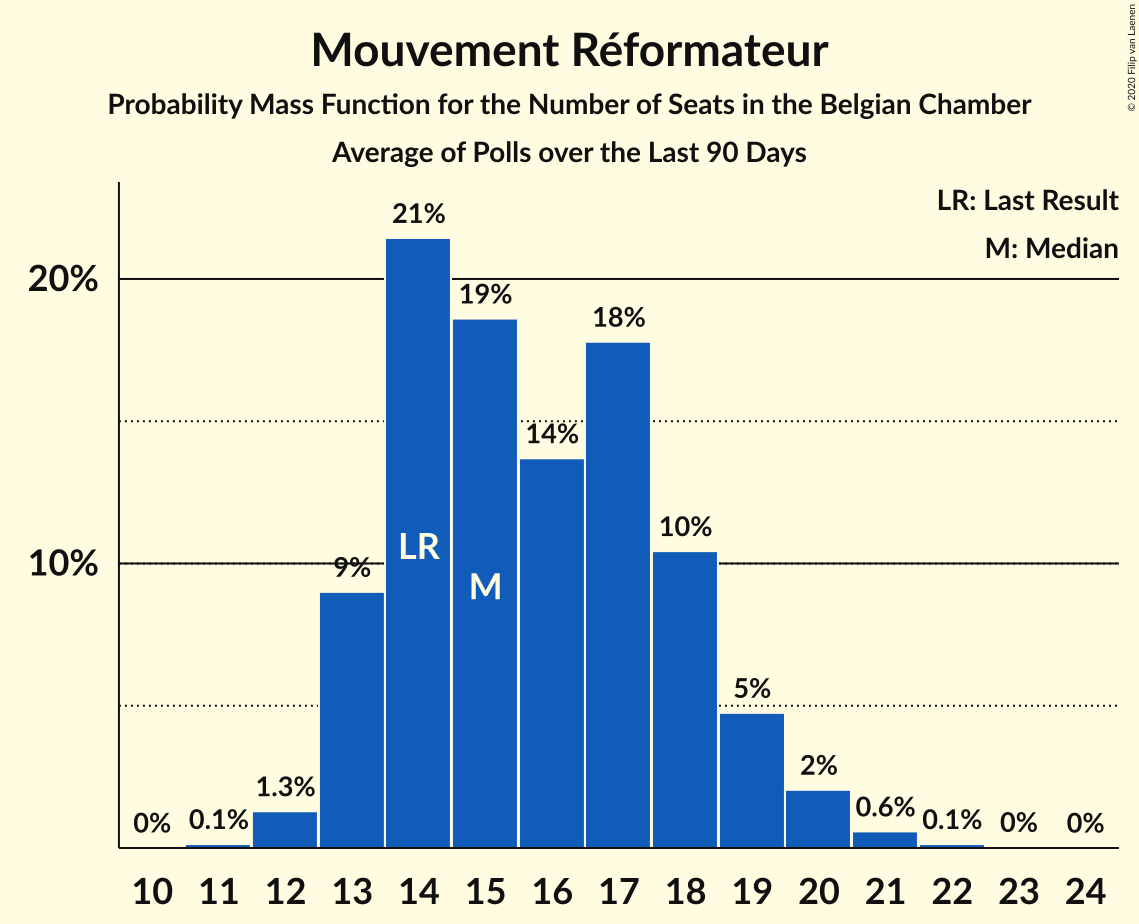 Mouvement Réformateur
Probability Mass Function for the Number of Seats in the Belgian Chamber
Average of Polls over the Last 90 Days
© 2020 Filip van Laenen
LR: Last Result
M: Median
20%
10%
0%
0.1%
1.3%
9%
21%
19%
14%
18%
10%
5%
2%
0.6%
0.1%
0%
0%
LR
M
10 11 12 13 14 15 16 17 18 19 20 21 22 23 24